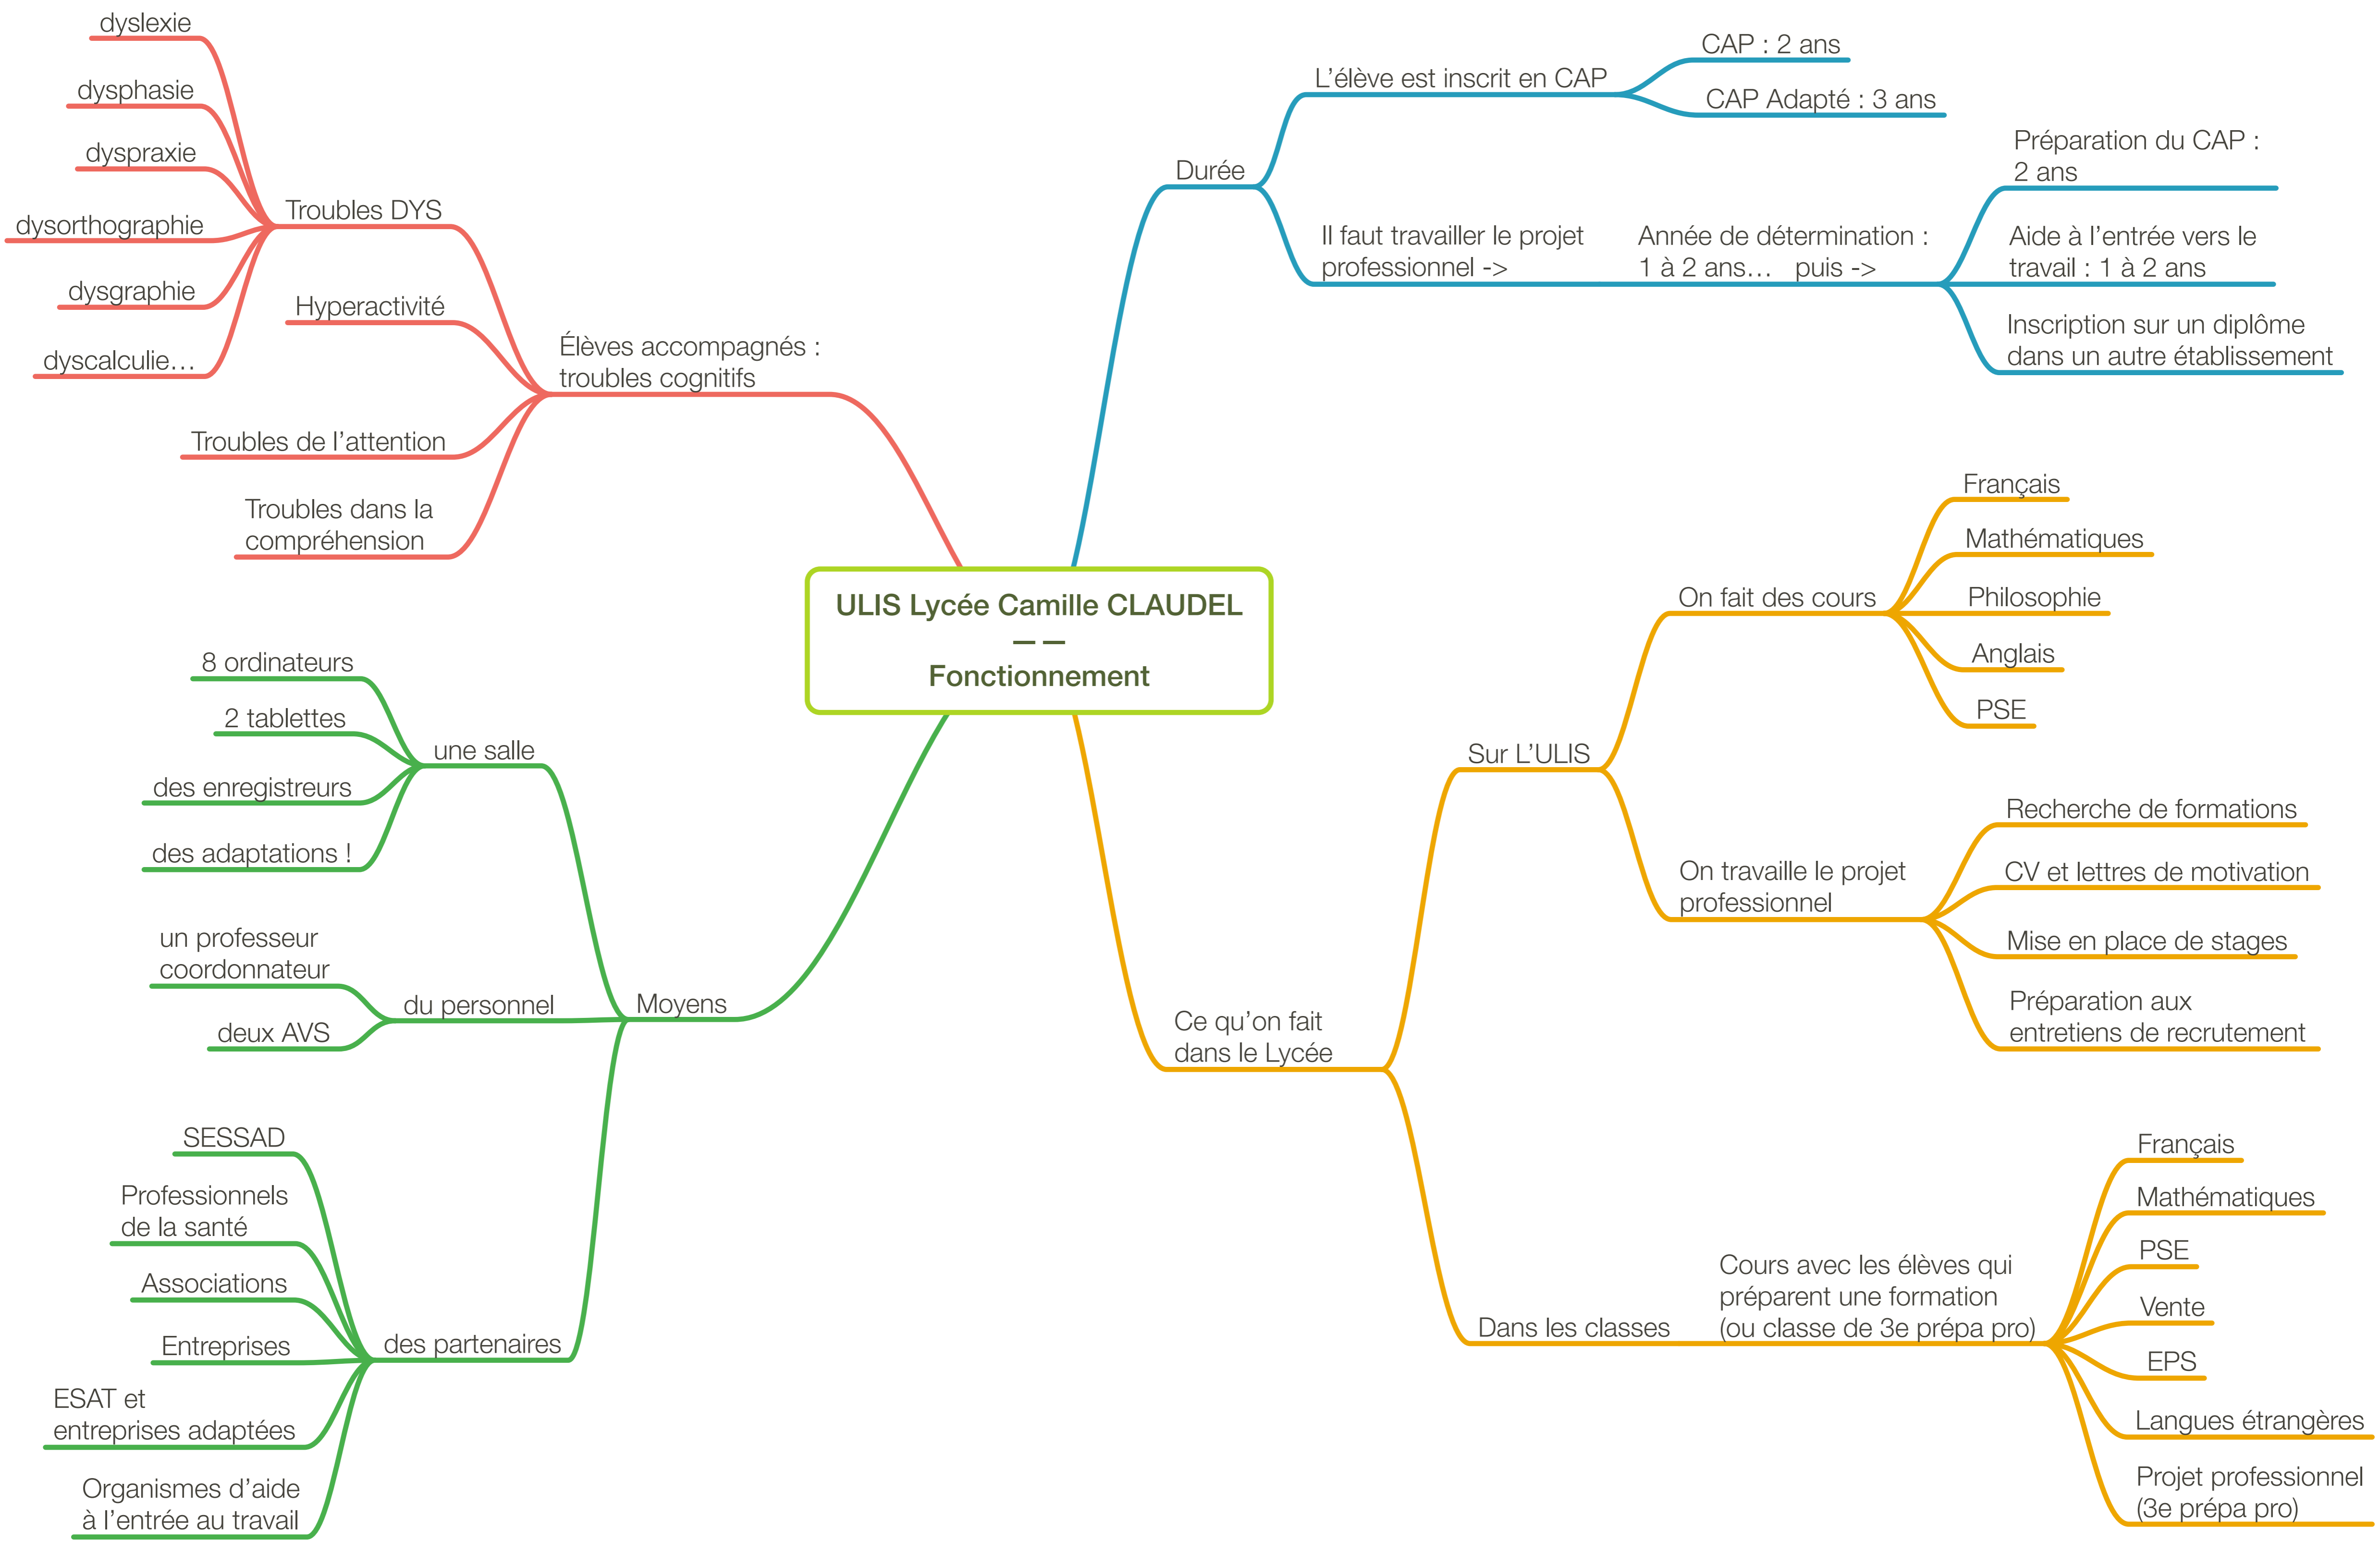 ULIS Lycée Camille CLAUDEL
– –
Fonctionnement
Élèves accompagnés :
troubles cognitifs
Troubles DYS
dyslexie
dysphasie
dyspraxie
dysorthographie
dysgraphie
dyscalculie…
Hyperactivité
Troubles de l’attention
Troubles dans la
compréhension
Durée
L’élève est inscrit en CAP
CAP : 2 ans
CAP Adapté : 3 ans
Il faut travailler le projet
professionnel ->
Année de détermination :
1 à 2 ans… puis ->
Préparation du CAP :
2 ans
Aide à l’entrée vers le
travail : 1 à 2 ans
Inscription sur un diplôme
dans un autre établissement
Moyens
une salle
8 ordinateurs
2 tablettes
des enregistreurs
des adaptations !
du personnel
un professeur
coordonnateur
deux AVS
des partenaires
SESSAD
Professionnels
de la santé
Associations
Entreprises
ESAT et
entreprises adaptées
Organismes d’aide
à l’entrée au travail
Ce qu’on fait
dans le Lycée
Sur L’ULIS
On fait des cours
Français
Mathématiques
Philosophie
Anglais
PSE
On travaille le projet
professionnel
Recherche de formations
CV et lettres de motivation
Mise en place de stages
Préparation aux
entretiens de recrutement
Dans les classes
Cours avec les élèves qui
préparent une formation
(ou classe de 3e prépa pro)
Français
Mathématiques
PSE
Vente
EPS
Langues étrangères
Projet professionnel
(3e prépa pro)